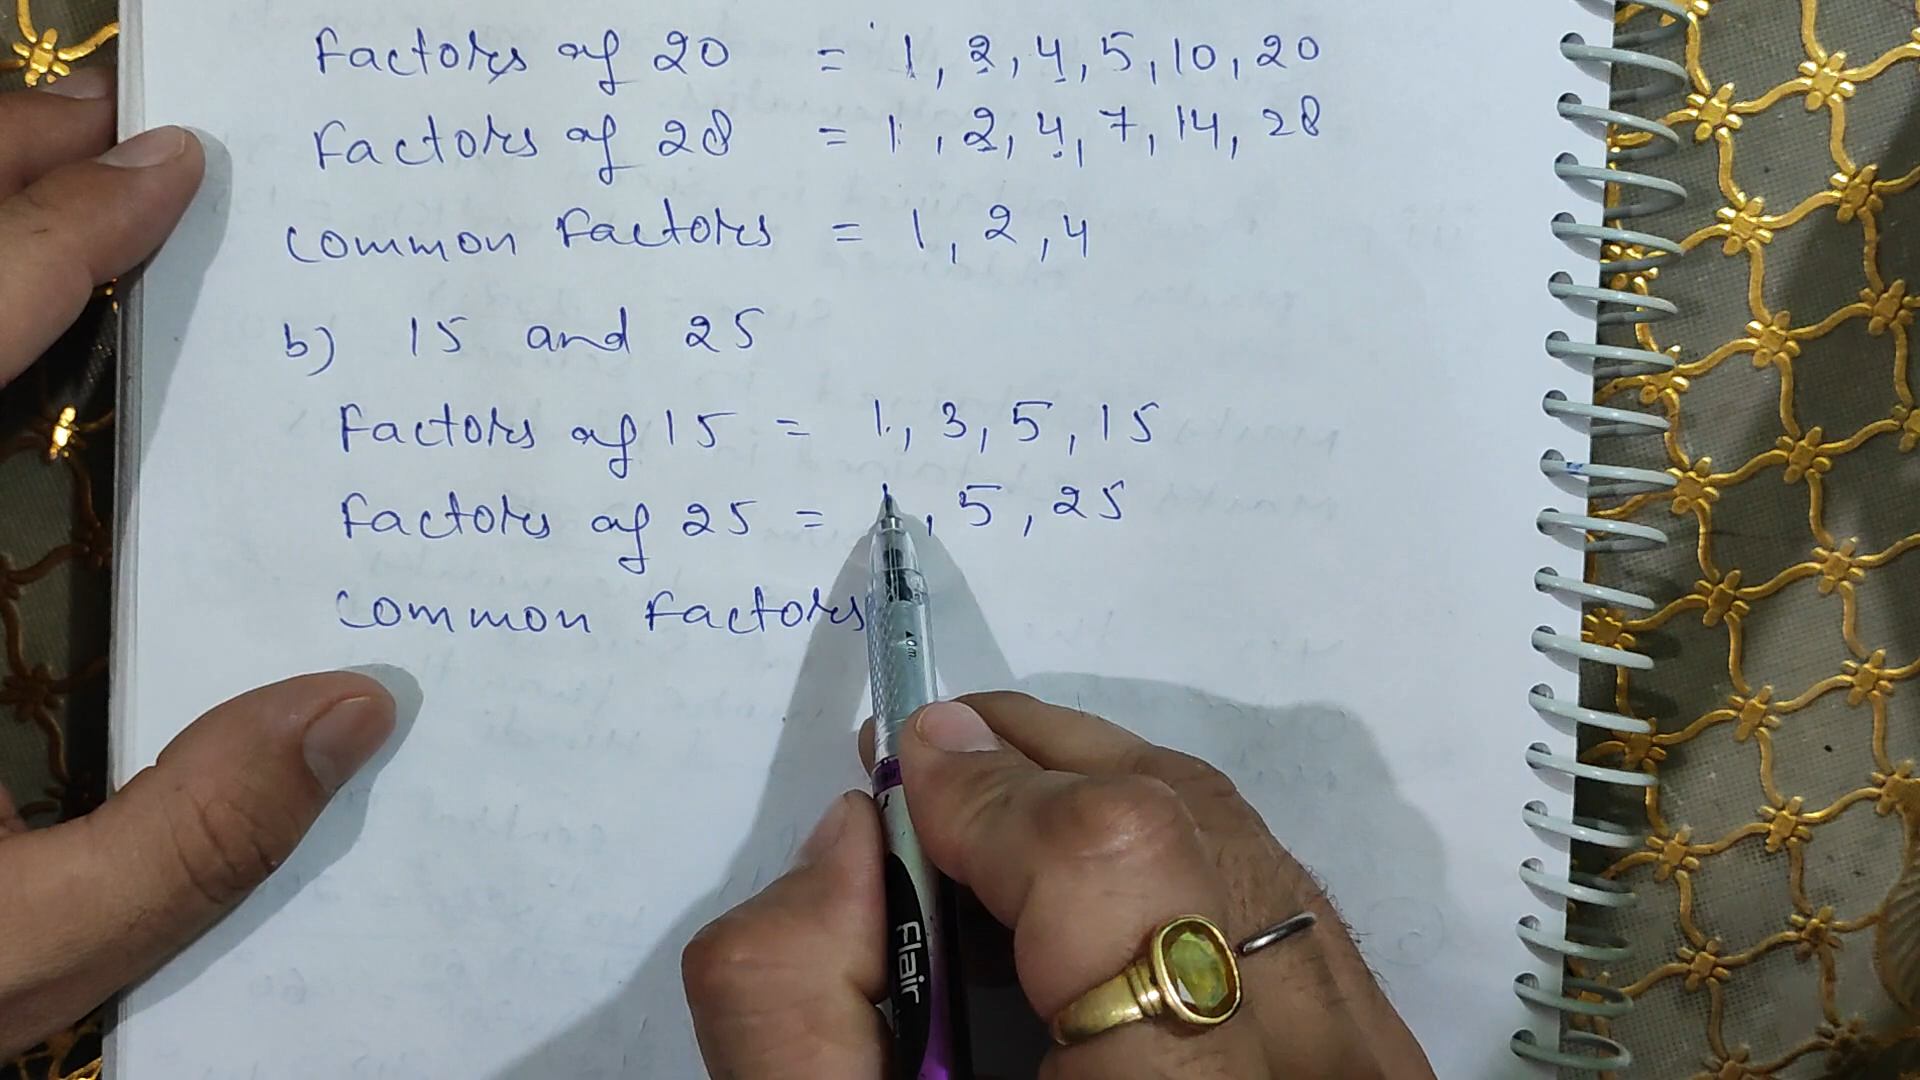 Factors of 20 = 1, 2, 4, 5, 10, 20
Factors of 28 = 1, 2, 4, 7, 14, 28
Common Factors = 1, 2, 4
b) 15 and 25
Factors of 15 = 1, 3, 5, 15
Factors of 25 = 1, 5, 25
Common Factors
Flair